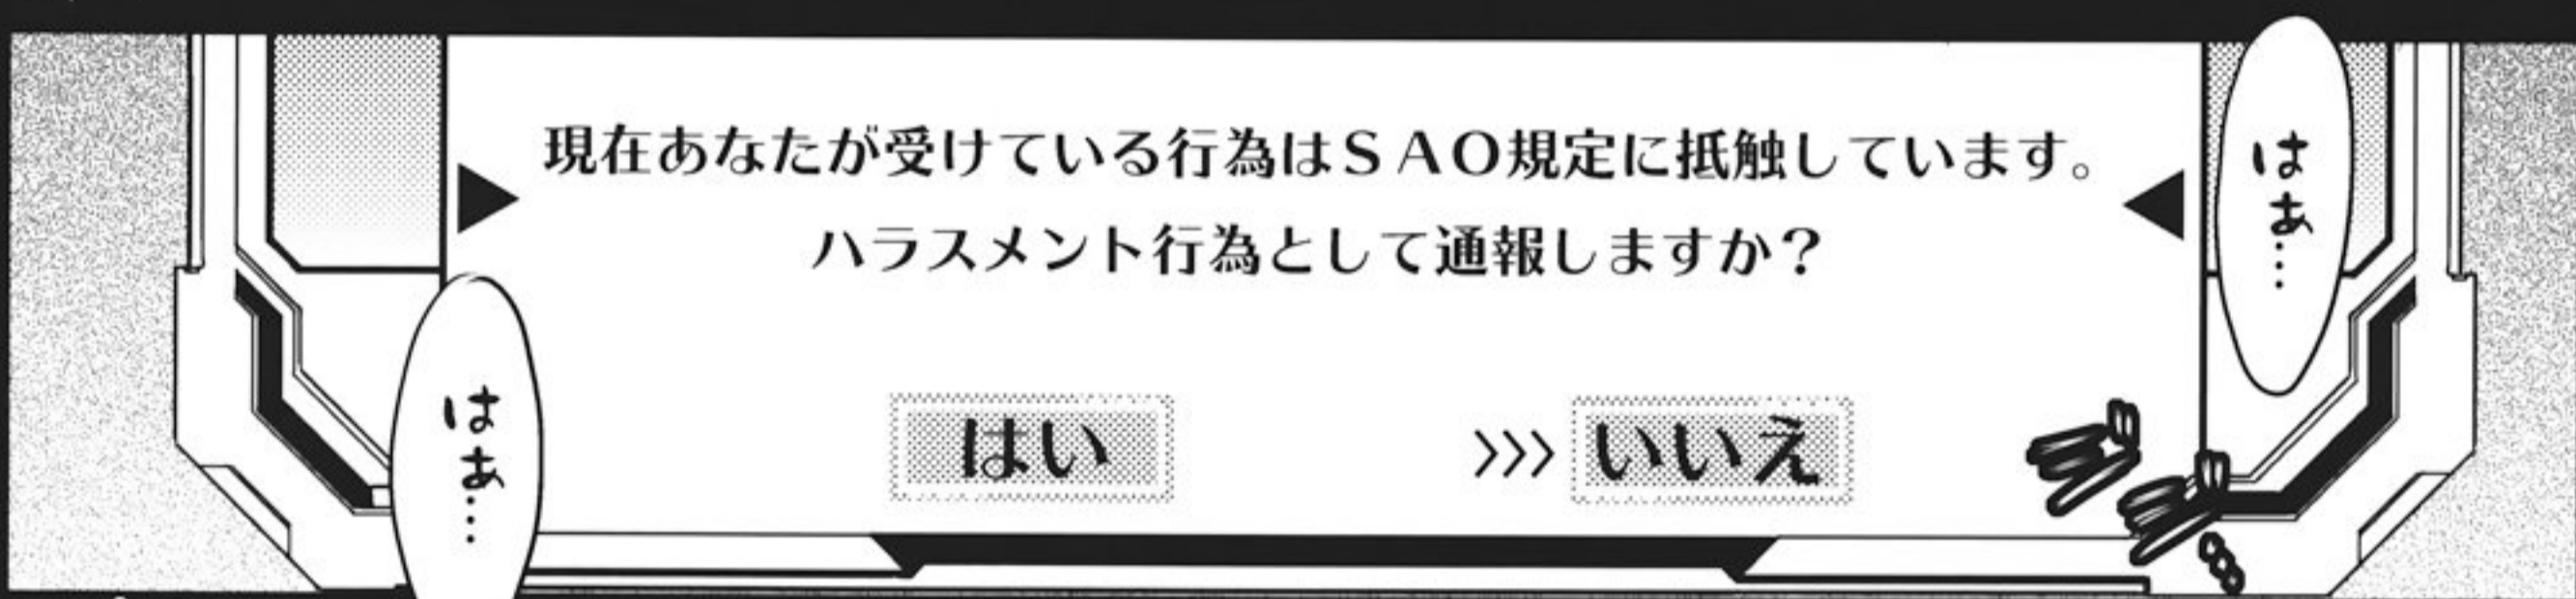 はぁ…
現在あなたが受けている行為はSAO規定に抵触しています。
ハラスメント行為として通報しますか？
はい
>>>いいえ
はぁ…